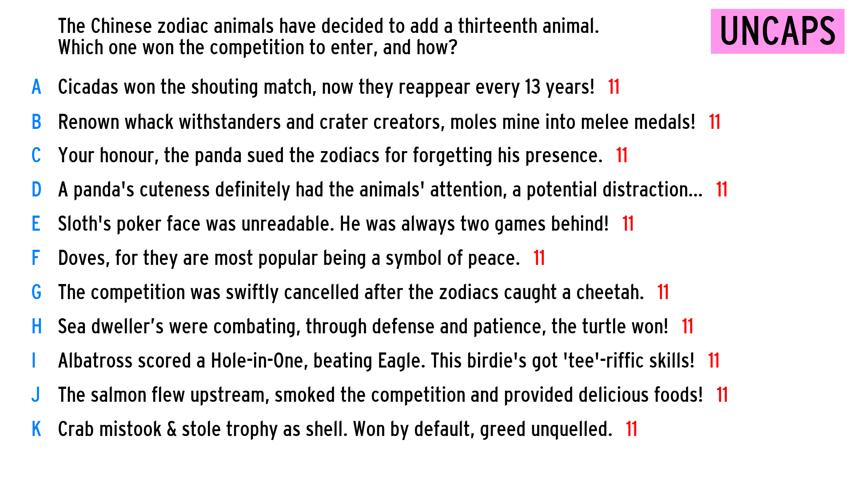 The Chinese zodiac animals have decided to add a thirteenth animal.
Which one won the competition to enter, and how?
UNCAPS
A Cicadas won the shouting match, now they reappear every 13 years! 11
B Renown whack withstanders and crater creators, moles mine into melee medals! 11
C Your honour, the panda sued the zodiacs for forgetting his presence. 11
D A panda's cuteness definitely had the animals' attention, a potential distraction... 11
E Sloth's poker face was unreadable. He was always two games behind! 11
F Doves, for they are most popular being a symbol of peace. 11
G The competition was swiftly cancelled after the zodiacs caught a cheetah. 11
H Sea dweller's were combating, through defense and patience, the turtle won! 11
I Albatross scored a Hole-in-One, beating Eagle. This birdie's got 'tee'-riffic skills! 11
J The salmon flew upstream, smoked the competition and provided delicious foods! 11
K Crab mistook & stole trophy as shell. Won by default, greed unquelled. 11